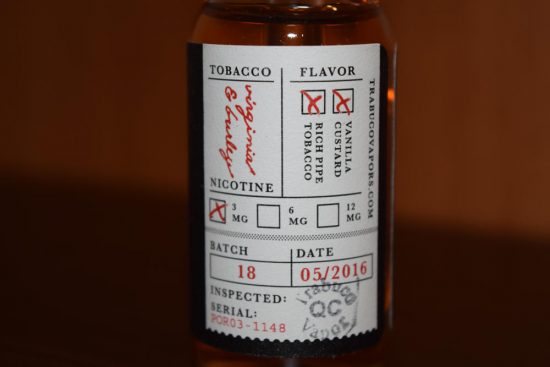 TOBACCO
virginia
& burley
FLAVOR
VANILLA
CUSTARD
RICH PIPE
TOBACCO
TRABUCOVAPORS.COM
NICOTINE
3 MG
6 MG
12 MG
BATCH
18
DATE
05/2016
INSPECTED:
Trabuco
QC
SERIAL:
POR03-1148